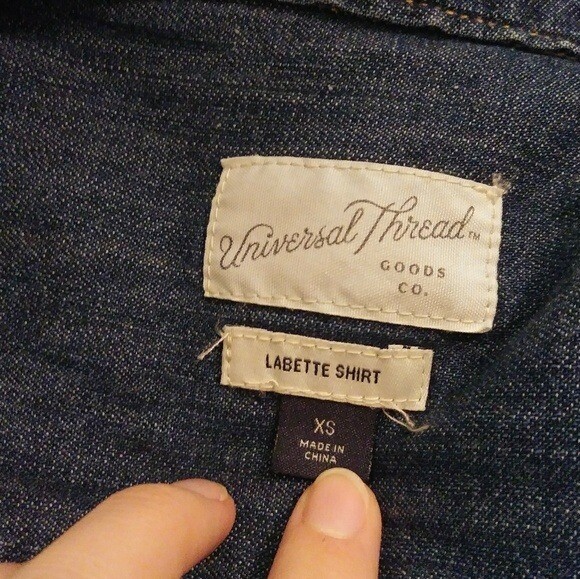 Universal Thread™
GOODS
CO.
LABETTE SHIRT
XS
MADE IN
CHINA